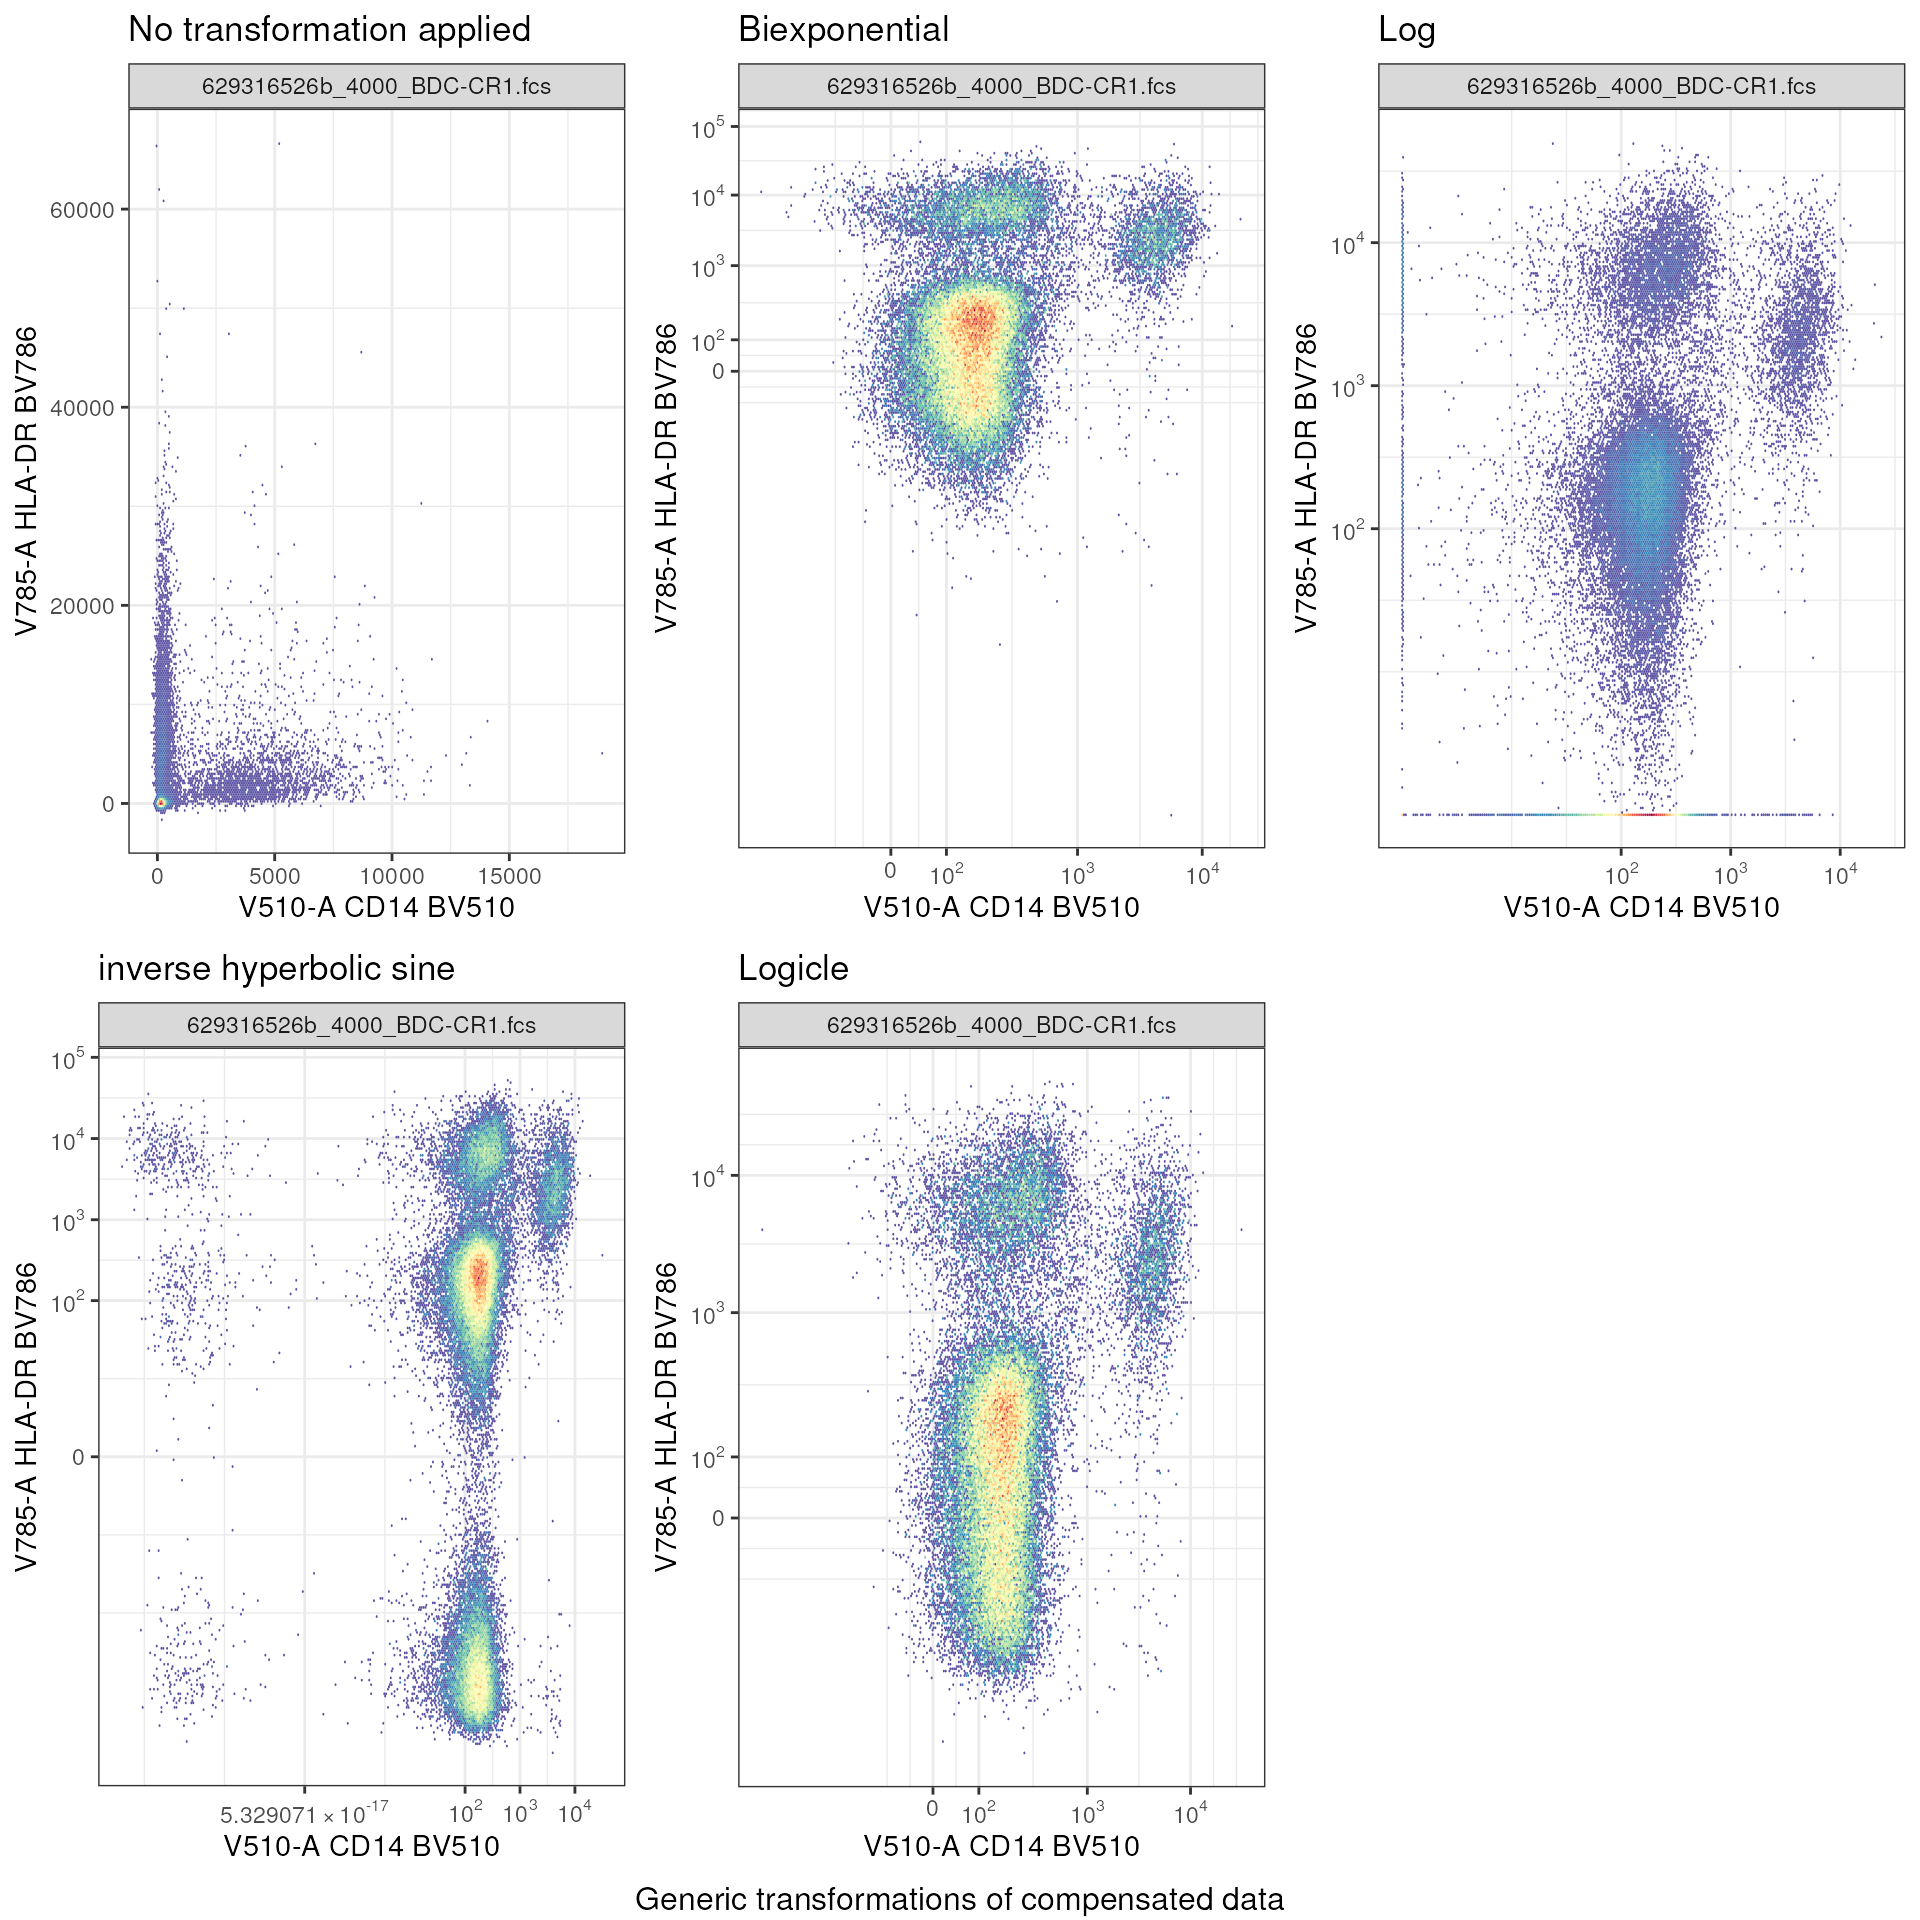 No transformation applied
629316526b_4000_BDC-CR1.fcs
60000
40000
20000
0
V785-A HLA-DR BV786
0 5000 10000 15000
V510-A CD14 BV510
Biexponential
629316526b_4000_BDC-CR1.fcs
10^5
10^4
10^3
10^2
0
V785-A HLA-DR BV786
0 10^2 10^3 10^4
V510-A CD14 BV510
Log
629316526b_4000_BDC-CR1.fcs
10^4
10^3
10^2
V785-A HLA-DR BV786
10^2 10^3 10^4
V510-A CD14 BV510
inverse hyperbolic sine
629316526b_4000_BDC-CR1.fcs
10^5
10^4
10^3
10^2
0
V785-A HLA-DR BV786
5.329071 × 10^-17 10^2 10^3 10^4
V510-A CD14 BV510
Logicle
629316526b_4000_BDC-CR1.fcs
10^4
10^3
10^2
0
V785-A HLA-DR BV786
0 10^2 10^3 10^4
V510-A CD14 BV510
Generic transformations of compensated data